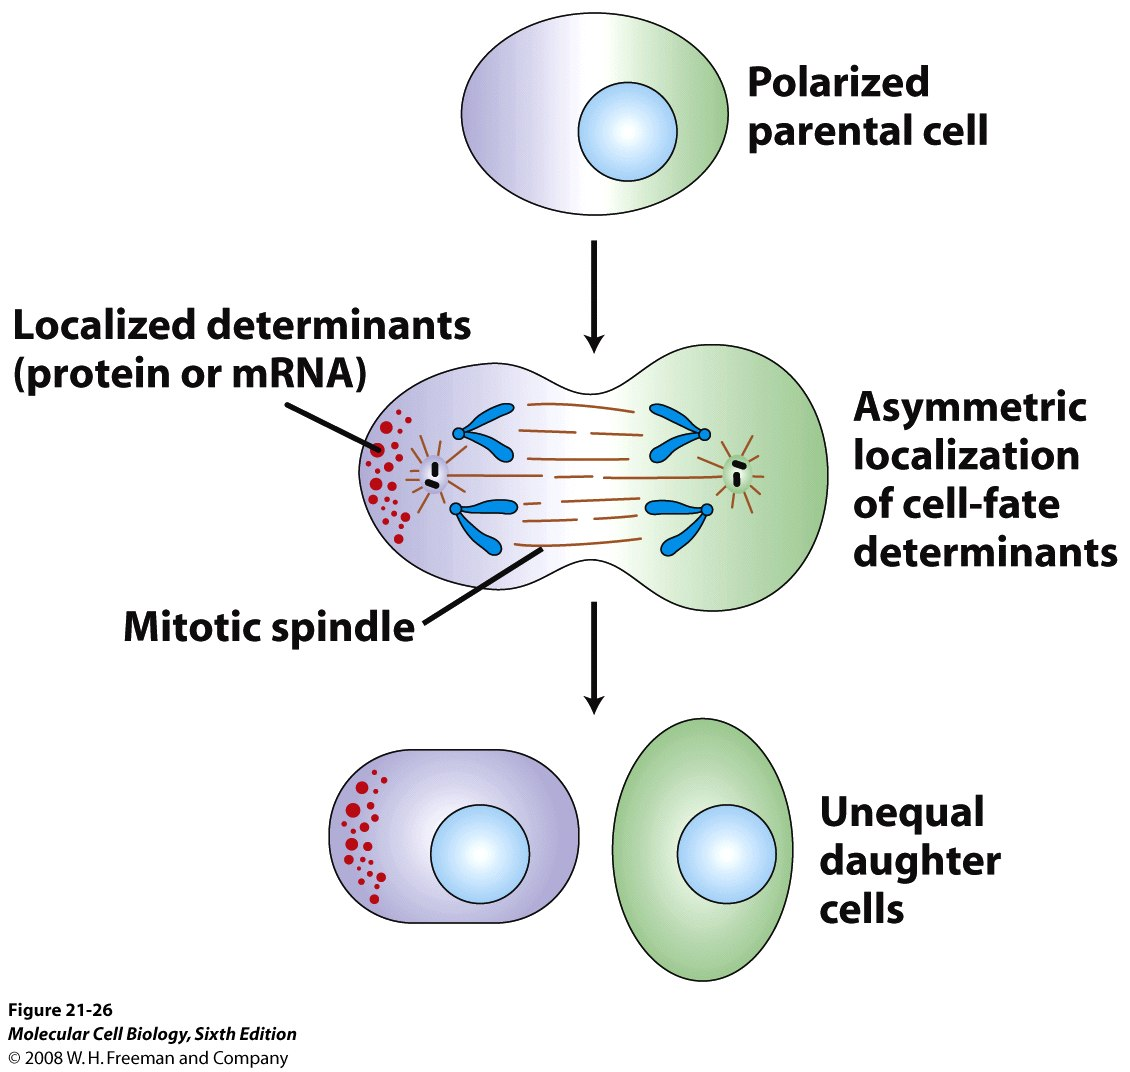 Polarized
parental cell
Localized determinants
(protein or mRNA)
Asymmetric
localization
of cell-fate
determinants
Mitotic spindle
Unequal
daughter
cells
Figure 21-26
Molecular Cell Biology, Sixth Edition
© 2008 W. H. Freeman and Company